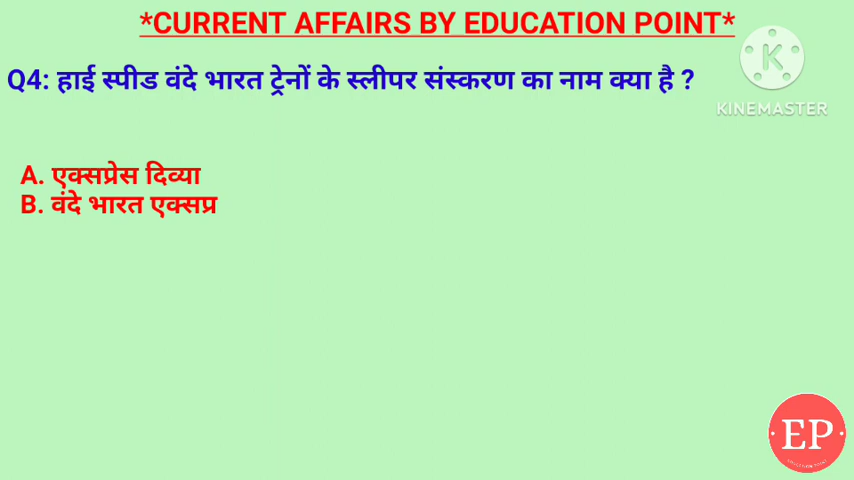 *CURRENT AFFAIRS BY EDUCATION POINT*
Q4: हाई स्पीड वंदे भारत ट्रेनों के स्लीपर संस्करण का नाम क्या है ?
KINEMASTER
A. एक्सप्रेस दिव्या
B. वंदे भारत एक्सप्र
EP